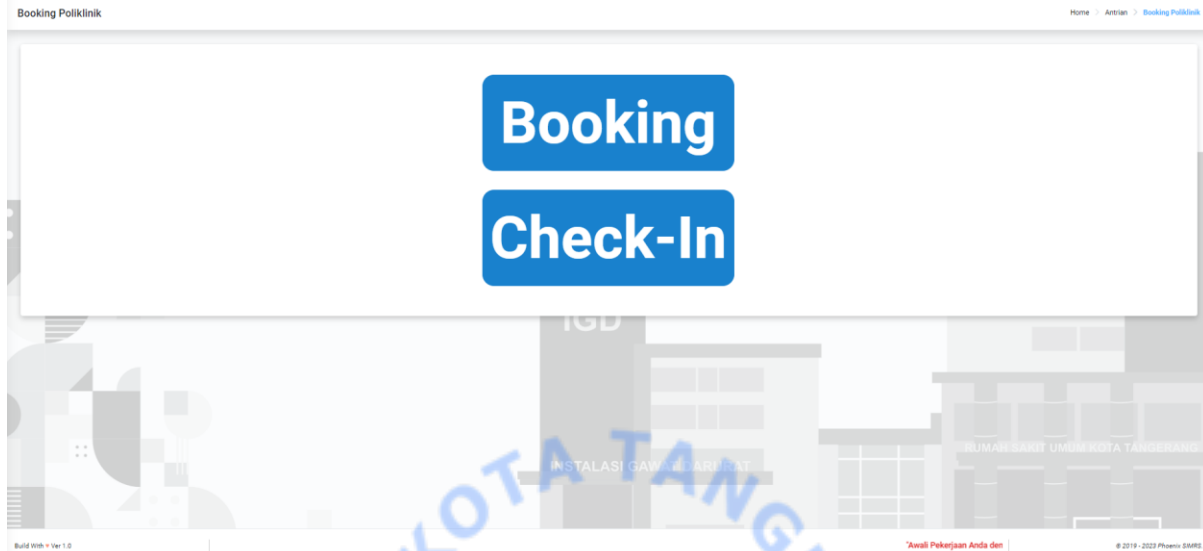 Booking Poliklinik
Home > Antrian > Booking Poliklinik
Booking
Check-In
IGD
INSTALASI GAWAT DARURAT
RUMAH SAKIT UMUM KOTA TANGERANG
KOTA TANG
Build With ♥ Ver 1.0
"Awali Pekerjaan Anda den
© 2019 - 2023 Phoenix SIMRS